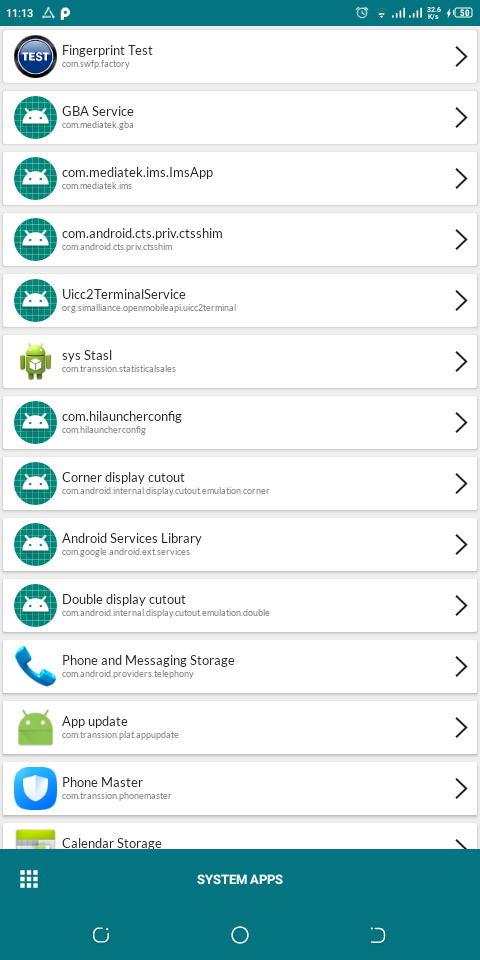 11:13
32.6
K/s
50
TEST
Fingerprint Test
com.swfp.factory
GBA Service
com.mediatek.gba
com.mediatek.ims.ImsApp
com.mediatek.ims
com.android.cts.priv.ctsshim
com.android.cts.priv.ctsshim
Uicc2TerminalService
org.simalliance.openmobileapi.uicc2terminal
sys Stasl
com.transsion.statisticalsales
com.hilauncherconfig
com.hilauncherconfig
Corner display cutout
com.android.internal.display.cutout.emulation.corner
Android Services Library
com.google.android.ext.services
Double display cutout
com.android.internal.display.cutout.emulation.double
Phone and Messaging Storage
com.android.providers.telephony
App update
com.transsion.plat.appupdate
Phone Master
com.transsion.phonemaster
Calendar Storage
SYSTEM APPS